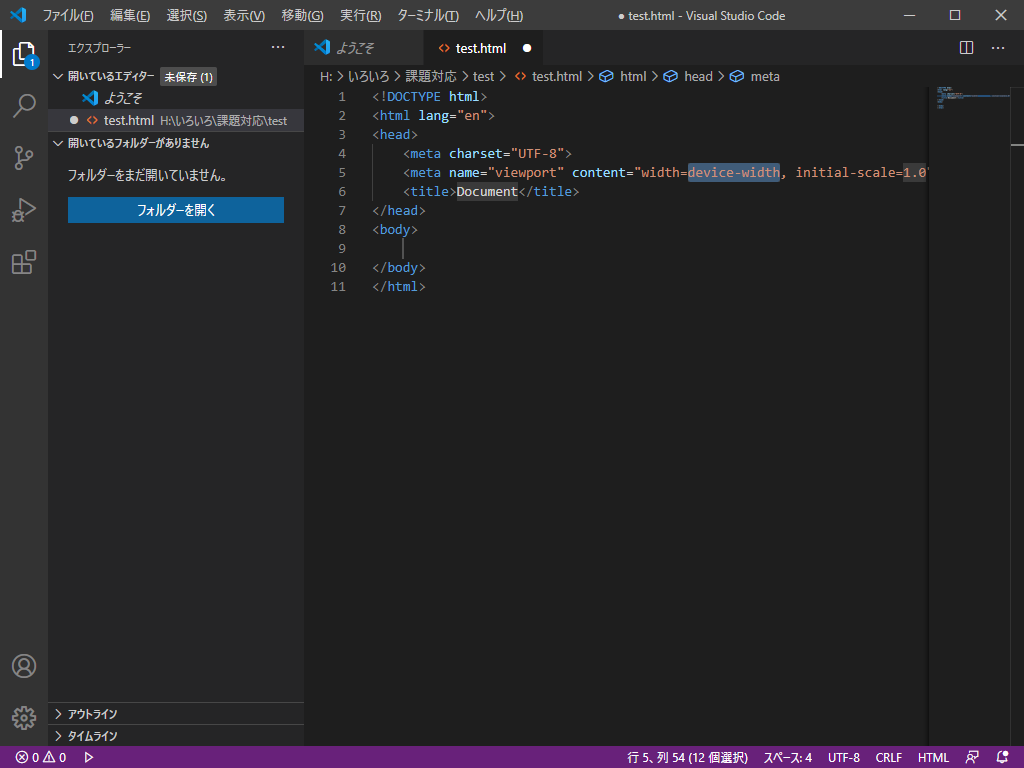 ファイル(F) 編集(E) 選択(S) 表示(V) 移動(G) 実行(R) ターミナル(T) ヘルプ(H) ● test.html - Visual Studio Code
エクスプローラー ···
開いているエディター 未保存 (1)
ようこそ
● test.html H:\いろいろ\課題対応\test
開いているフォルダーがありません
フォルダーをまだ開いていません。
フォルダーを開く
アウトライン
タイムライン
1
ようこそ test.html ●
H: > いろいろ > 課題対応 > test > test.html > html > head > meta
1 <!DOCTYPE html>
2 <html lang="en">
3 <head>
4 <meta charset="UTF-8">
5 <meta name="viewport" content="width=device-width, initial-scale=1.0
6 <title>Document</title>
7 </head>
8 <body>
9
10 </body>
11 </html>
0 0 行 5、列 54 (12 個選択) スペース: 4 UTF-8 CRLF HTML